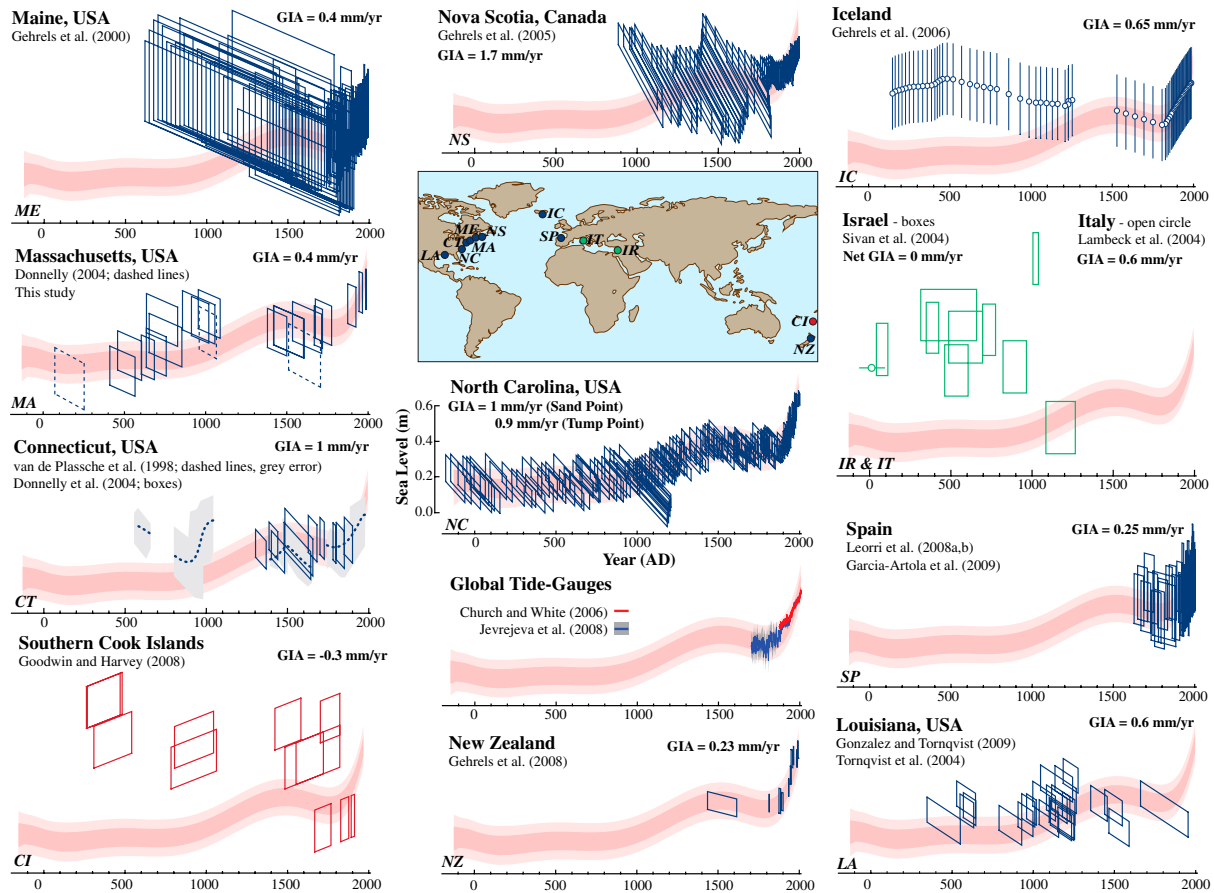 Maine, USA
Gehrels et al. (2000)
GIA = 0.4 mm/yr
ME
0 500 1000 1500 2000
Massachusetts, USA
Donnelly (2004; dashed lines)
This study
GIA = 0.4 mm/yr
MA
0 500 1000 1500 2000
Connecticut, USA
GIA = 1 mm/yr
van de Plassche et al. (1998; dashed lines, grey error)
Donnelly et al. (2004; boxes)
CT
0 500 1000 1500 2000
Southern Cook Islands
Goodwin and Harvey (2008)
GIA = -0.3 mm/yr
CI
0 500 1000 1500 2000
Nova Scotia, Canada
Gehrels et al. (2005)
GIA = 1.7 mm/yr
NS
0 500 1000 1500 2000
IC
ME NS
CT MA
NC
LA
SP
IT
IR
CI
NZ
North Carolina, USA
GIA = 1 mm/yr (Sand Point)
0.9 mm/yr (Tump Point)
Sea Level (m)
0.6
0.4
0.2
0.0
NC
0 500 1000 1500 2000
Year (AD)
Global Tide-Gauges
Church and White (2006)
Jevrejeva et al. (2008)
0 500 1000 1500 2000
New Zealand
Gehrels et al. (2008)
GIA = 0.23 mm/yr
NZ
0 500 1000 1500 2000
Iceland
Gehrels et al. (2006)
GIA = 0.65 mm/yr
IC
0 500 1000 1500 2000
Israel - boxes
Sivan et al. (2004)
Net GIA = 0 mm/yr
Italy - open circle
Lambeck et al. (2004)
GIA = 0.6 mm/yr
IR & IT
0 500 1000 1500 2000
Spain
Leorri et al. (2008a,b)
Garcia-Artola et al. (2009)
GIA = 0.25 mm/yr
SP
0 500 1000 1500 2000
Louisiana, USA
Gonzalez and Tornqvist (2009)
Tornqvist et al. (2004)
GIA = 0.6 mm/yr
LA
0 500 1000 1500 2000